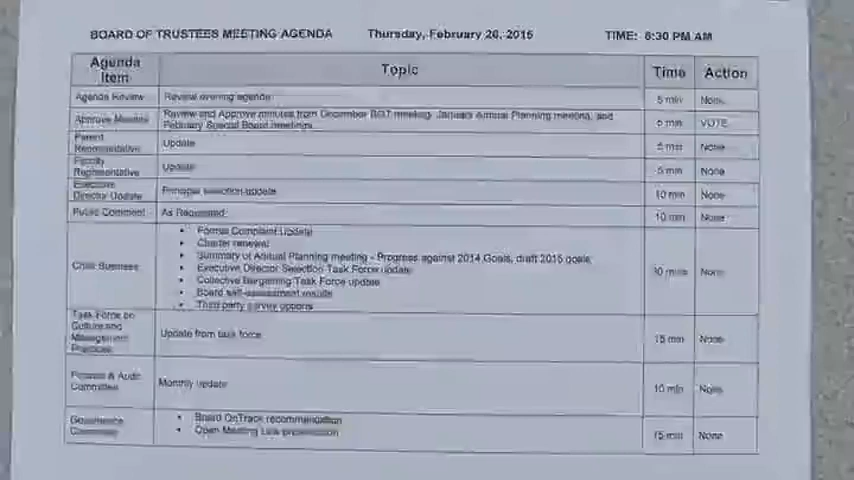 BOARD OF TRUSTEES MEETING AGENDA Thursday, February 26, 2015 TIME: 6:30 PM AM
Agenda Item Topic Time Action
Agenda Review Review evening agenda 5 min None
Approve Minutes Review and Approve minutes from December BOT meeting, January Annual Planning meeting, and
February Special Board meetings 5 min VOTE
Parent
Representative Update 5 min None
Faculty
Representative Update 5 min None
Executive
Director Update Principal selection update 10 min None
Public Comment As Requested 10 min None
Chair Business
• Formal Complaint Update
• Charter renewal
• Summary of Annual Planning meeting - Progress against 2014 Goals, draft 2015 goals,
• Executive Director Selection Task Force update
• Collective Bargaining Task Force update
• Board self-assessment results
• Third party survey options
mins None
Task Force on
Culture and
Management
Practices Update from task force 15 min None
Finance & Audit
Committee Monthly update 10 min None
Governance
Committee
• Board OnTrack recommendation
• Open Meeting Law presentation
15 min None